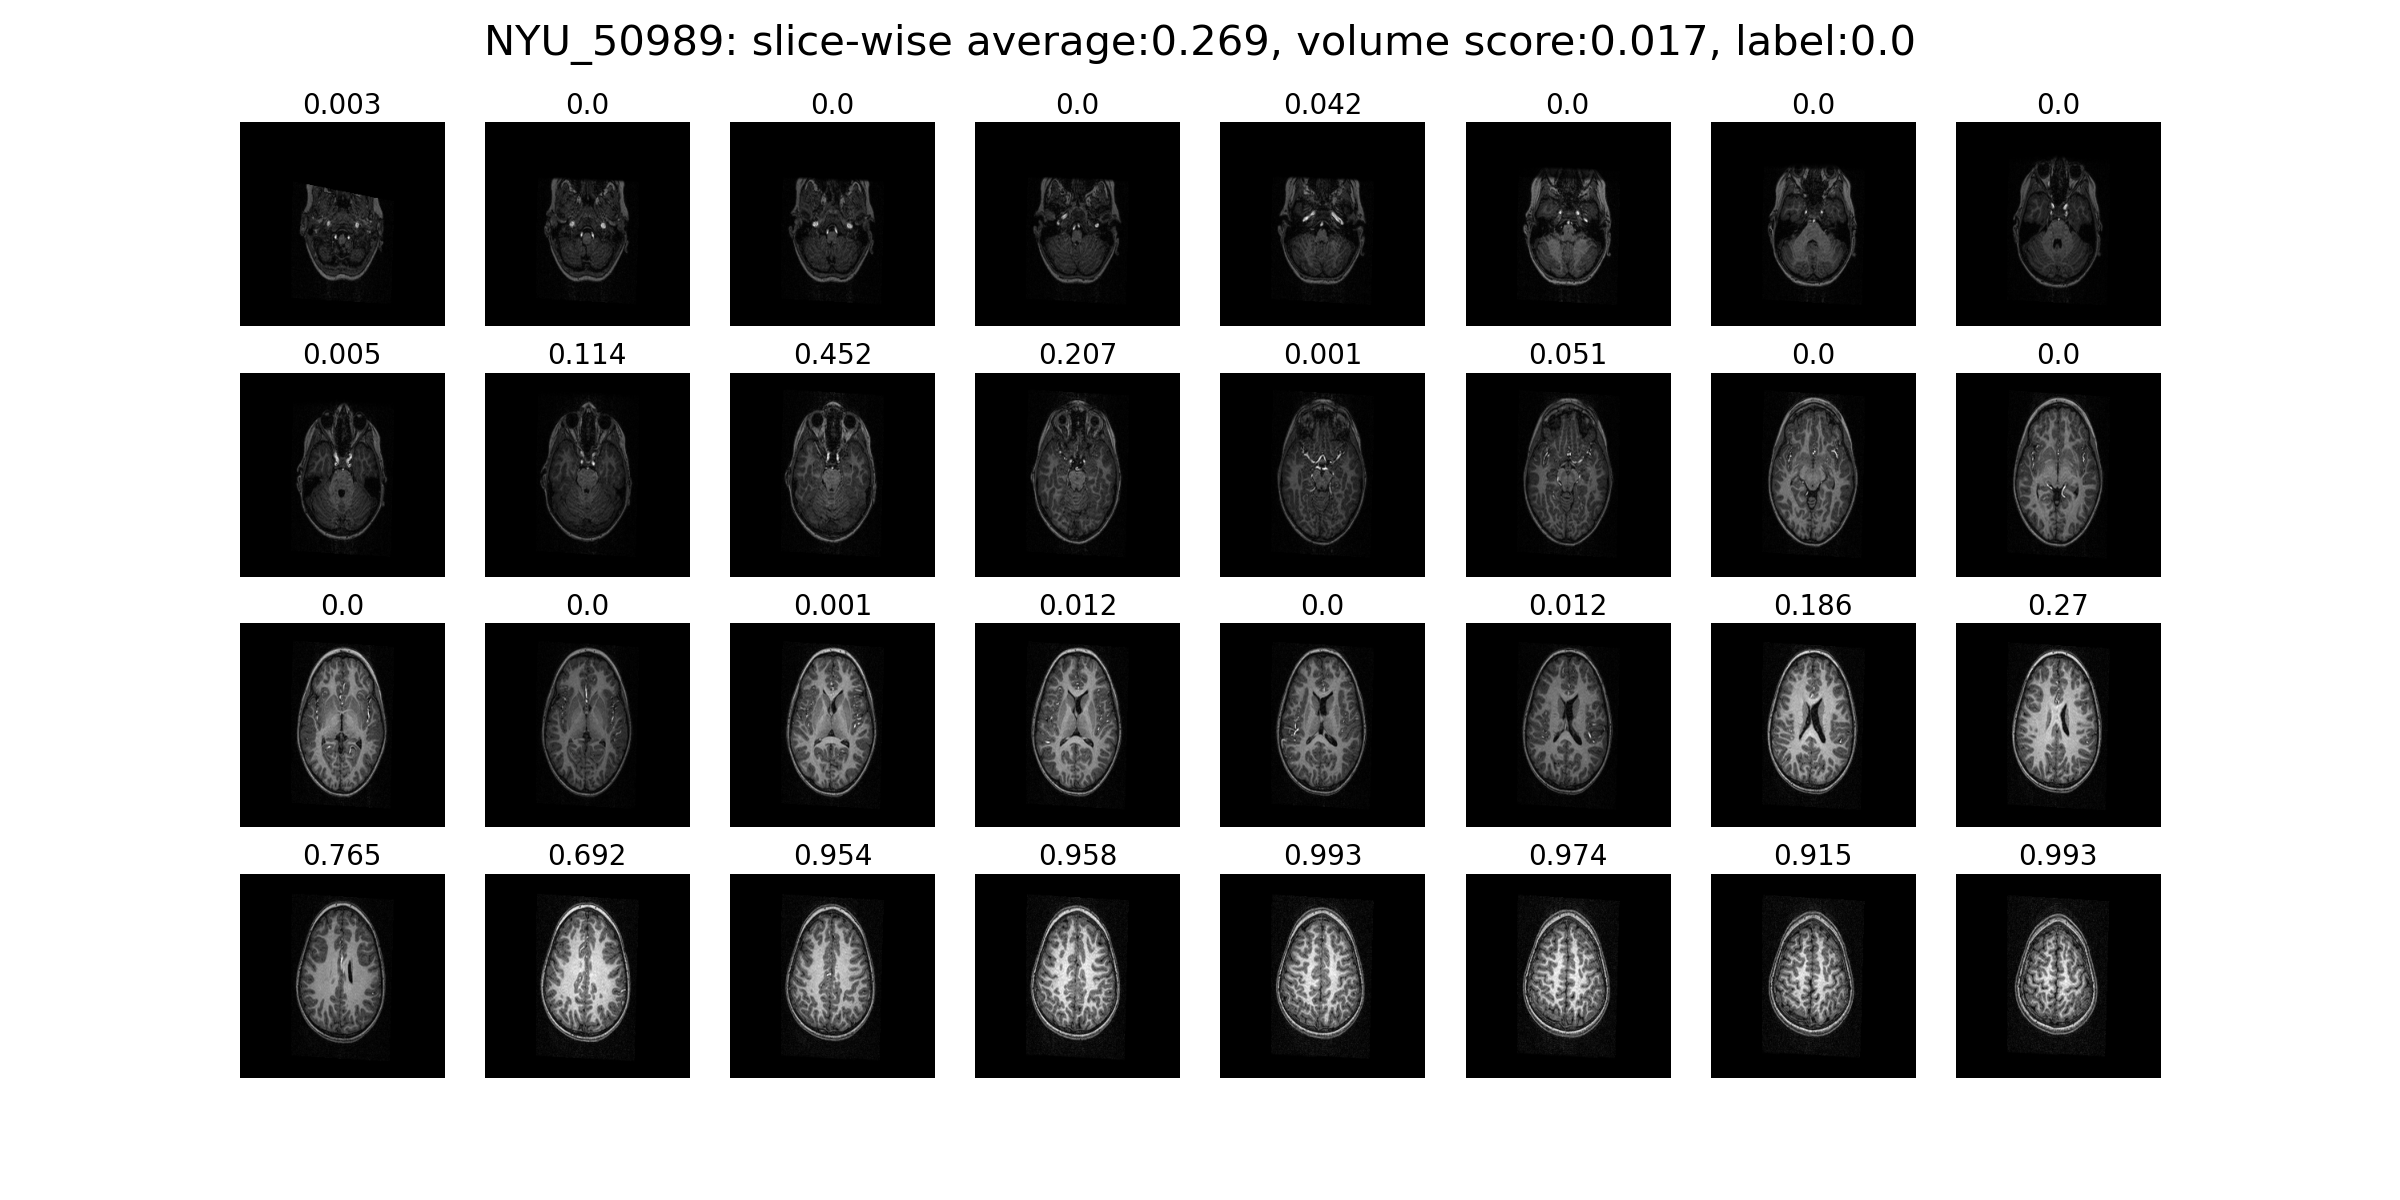 NYU_50989: slice-wise average:0.269, volume score:0.017, label:0.0
0.003 0.0 0.0 0.0 0.042 0.0 0.0 0.0
0.005 0.114 0.452 0.207 0.001 0.051 0.0 0.0
0.0 0.0 0.001 0.012 0.0 0.012 0.186 0.27
0.765 0.692 0.954 0.958 0.993 0.974 0.915 0.993